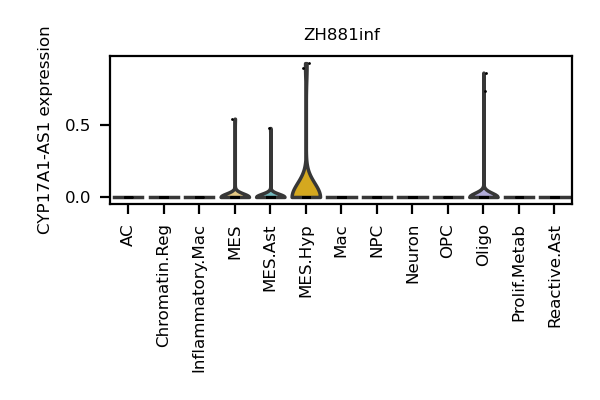 ZH881inf
CYP17A1-AS1 expression
0.5
0.0
AC
Chromatin.Reg
Inflammatory.Mac
MES
MES.Ast
MES.Hyp
Mac
NPC
Neuron
OPC
Oligo
Prolif.Metab
Reactive.Ast